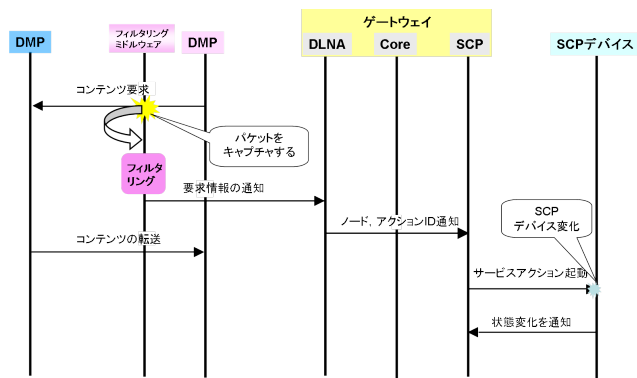 ゲートウェイ
DMP
フィルタリング
ミドルウェア
DMP
DLNA
Core
SCP
SCPデバイス
コンテンツ要求
パケットを
キャプチャする
フィルタ
リング
要求情報の通知
ノード，アクションID通知
SCP
デバイス変化
コンテンツの転送
サービスアクション起動
状態変化を通知